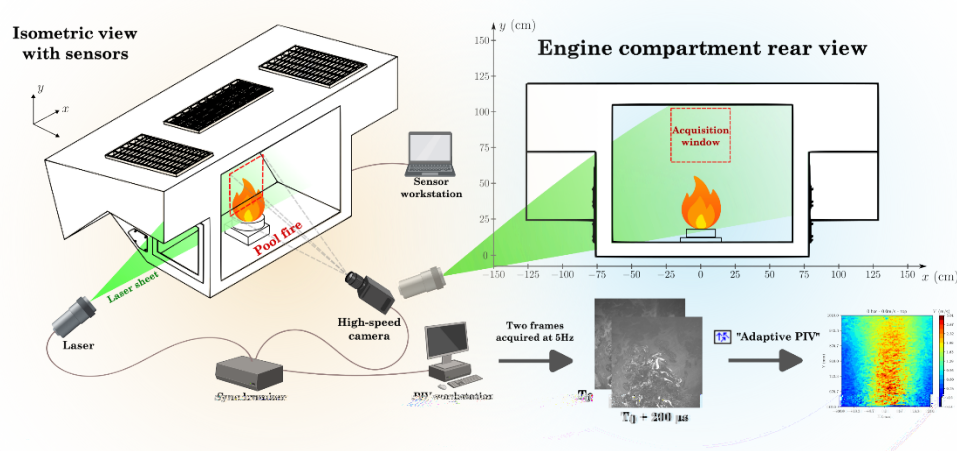 Isometric view
with sensors
y
x
Laser sheet
Laser
Pool fire
High-speed
camera
Sensor
workstation
Synchronizer
PIV workstation
Engine compartment rear view
y (cm)
150
125
100
75
50
25
0
Acquisition
window
−150
−125
−100
−75
−50
−25
0
25
50
75
100
125
150
x (cm)
Two frames
acquired at 5Hz
T₀
T₀ + 200 μs
"Adaptive PIV"